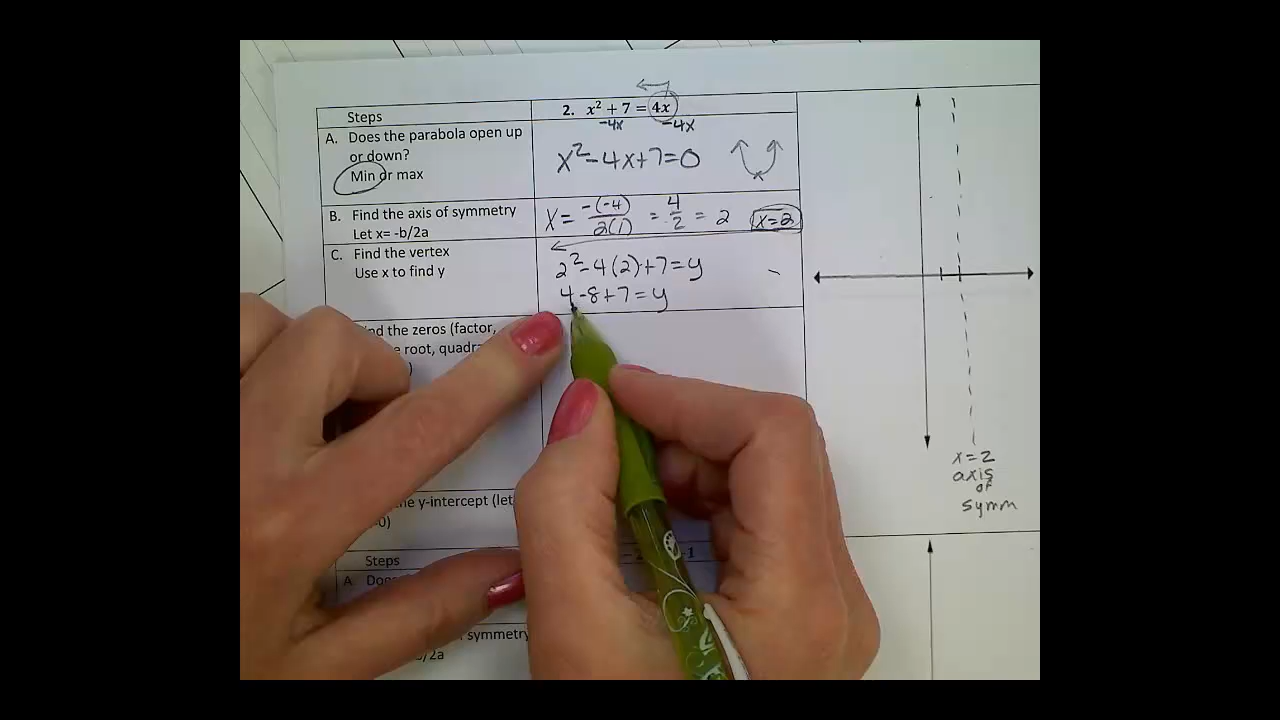 Steps
2. x² + 7 = 4x
-4x -4x
A. Does the parabola open up
or down?
Min or max
x²-4x+7=0
B. Find the axis of symmetry
Let x= -b/2a
x = -(-4)/2(1) = 4/2 = 2 x=2
C. Find the vertex
Use x to find y
2²-4(2)+7=y
4-8+7=y
the zeros (factor,
root,
x=2
axis
of
symm
the y-intercept (let
Steps
A
symmetry
/2a